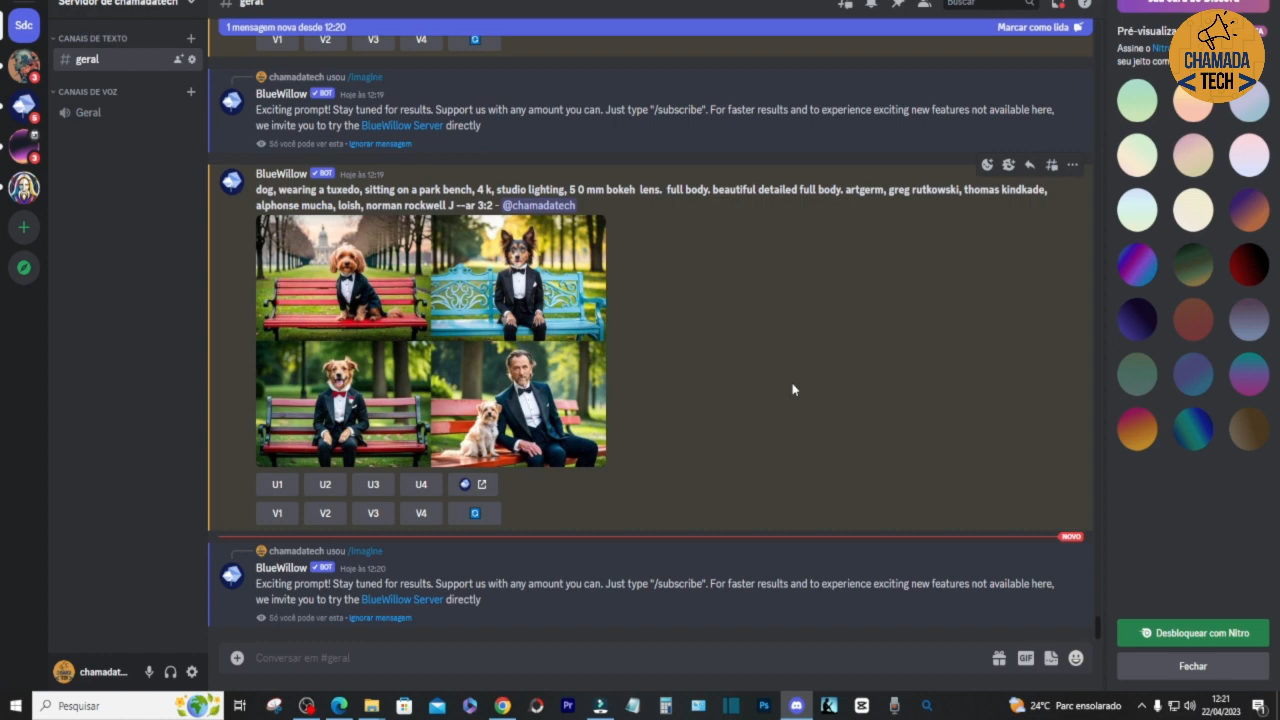 Servidor de chamadatech
# geral
Buscar
Sdc
1 mensagem nova desde 12:20
Marcar como lida
CANAIS DE TEXTO
# geral
CANAIS DE VOZ
Geral
3
6
3
V1 V2 V3 V4
chamadatech usou /imagine
BlueWillow BOT Hoje às 12:19
Exciting prompt! Stay tuned for results. Support us with any amount you can. Just type "/subscribe". For faster results and to experience exciting new features not available here,
we invite you to try the BlueWillow Server directly
Só você pode ver esta • Ignorar mensagem
BlueWillow BOT Hoje às 12:19
dog, wearing a tuxedo, sitting on a park bench, 4 k, studio lighting, 5 0 mm bokeh lens. full body. beautiful detailed full body. artgerm, greg rutkowski, thomas kindkade,
alphonse mucha, loish, norman rockwell J --ar 3:2 - @chamadatech
U1 U2 U3 U4
V1 V2 V3 V4
NOVO
chamadatech usou /imagine
BlueWillow BOT Hoje às 12:20
Exciting prompt! Stay tuned for results. Support us with any amount you can. Just type "/subscribe". For faster results and to experience exciting new features not available here,
we invite you to try the BlueWillow Server directly
Só você pode ver esta • Ignorar mensagem
Conversar em #geral
GIF
chamadat...
Pré-visualiza
Assine o Nitr
seu jeito com
CHAMADA
TECH
Desbloquear com Nitro
Fechar
Pesquisar
24°C Parc ensolarado
12:21
22/04/2023